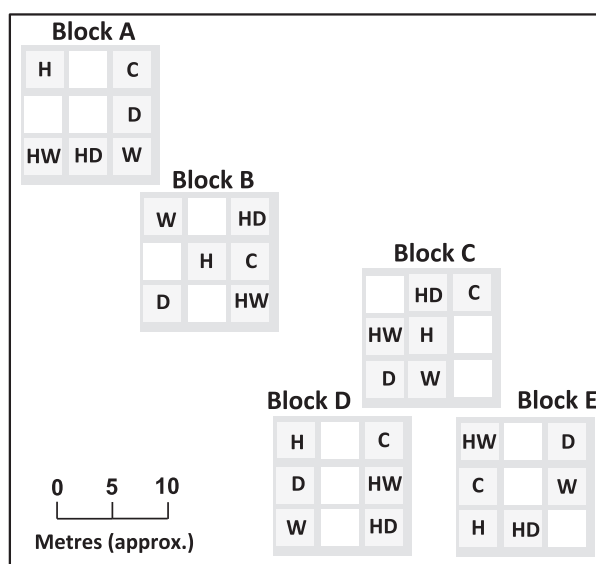 Block A
H C
D
HW HD W
Block B
W HD
H C
D HW
Block C
HD C
HW H
D W
Block D
H C
D HW
W HD
Block E
HW D
C W
H HD
0 5 10
Metres (approx.)